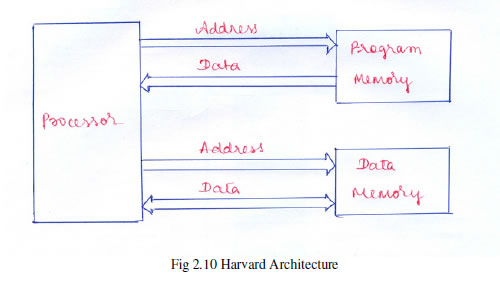 Address
Program
Data
Memory
Processor
Address
Data
Data
Memory
Fig 2.10 Harvard Architecture